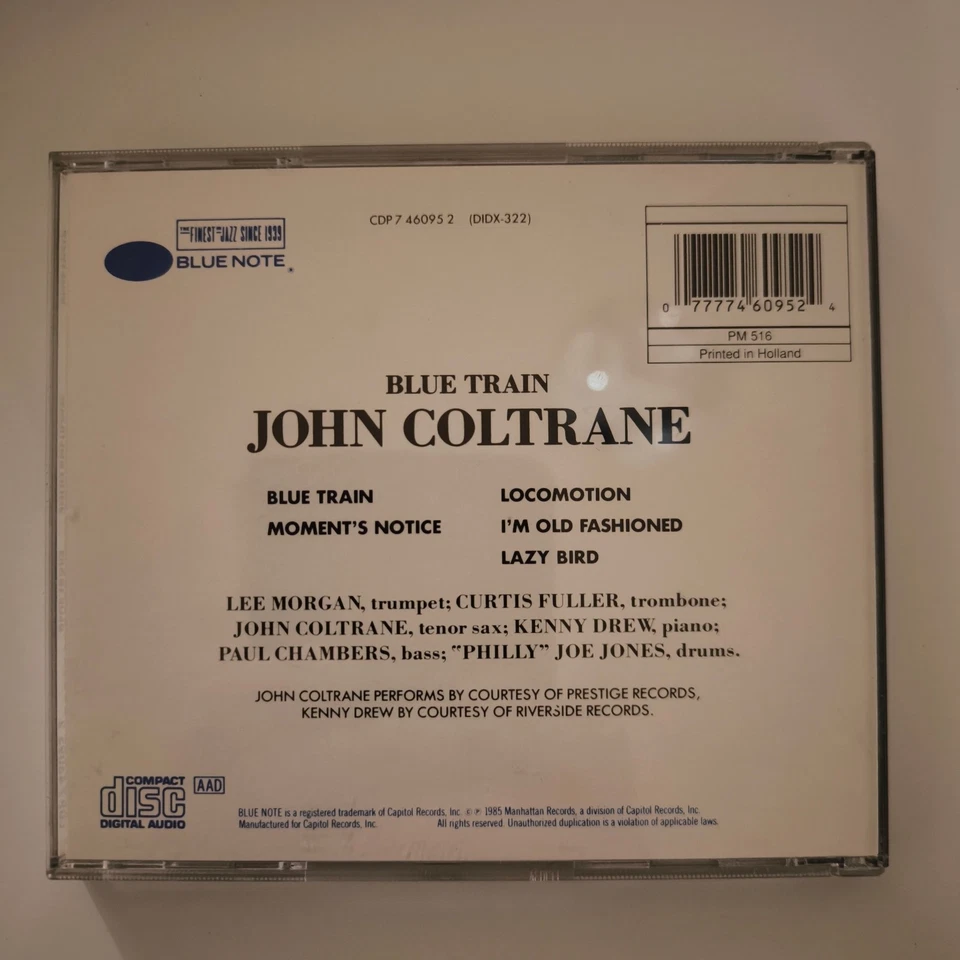 THE FINEST IN JAZZ SINCE 1939
BLUE NOTE
CDP 7 46095 2 (DIDX-322)
0 77774 60952 4
PM 516
Printed in Holland
BLUE TRAIN
JOHN COLTRANE
BLUE TRAIN
MOMENT'S NOTICE
LOCOMOTION
I'M OLD FASHIONED
LAZY BIRD
LEE MORGAN, trumpet; CURTIS FULLER, trombone;
JOHN COLTRANE, tenor sax; KENNY DREW, piano;
PAUL CHAMBERS, bass; "PHILLY" JOE JONES, drums.
JOHN COLTRANE PERFORMS BY COURTESY OF PRESTIGE RECORDS,
KENNY DREW BY COURTESY OF RIVERSIDE RECORDS.
COMPACT
disc
DIGITAL AUDIO
AAD
BLUE NOTE is a registered trademark of Capitol Records, Inc. © ℗ 1985 Manhattan Records, a division of Capitol Records, Inc.
Manufactured for Capitol Records, Inc. All rights reserved. Unauthorized duplication is a violation of applicable laws.